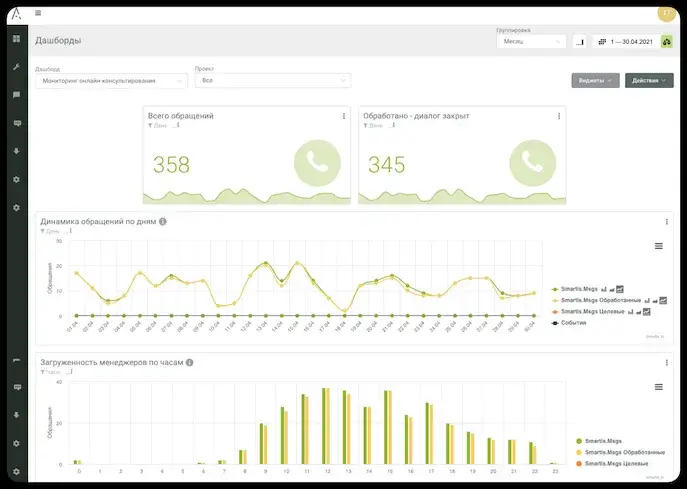 Группировка
Дашборды
Месяц
1 — 30.04.2021
Дашборд
Проект
Мониторинг онлайн-консультирования
Все
Виджеты
Действия
Всего обращений
День
358
Обработано - диалог закрыт
День
345
Динамика обращений по дням
День
30
20
10
0
Обращения
01.04
02.04
03.04
04.04
05.04
06.04
07.04
08.04
09.04
10.04
11.04
12.04
13.04
14.04
15.04
16.04
17.04
18.04
19.04
20.04
21.04
22.04
23.04
24.04
25.04
26.04
27.04
28.04
29.04
30.04
Smartis.Msgs
Smartis.Msgs Обработанные
Smartis.Msgs Целевые
События
Загруженность менеджеров по часам
Часы
40
20
0
Обращения
0 1 2 3 4 5 6 7 8 9 10 11 12 13 14 15 16 17 18 19 20 21 22 23
Smartis.Msgs
Smartis.Msgs Обработанные
Smartis.Msgs Целевые